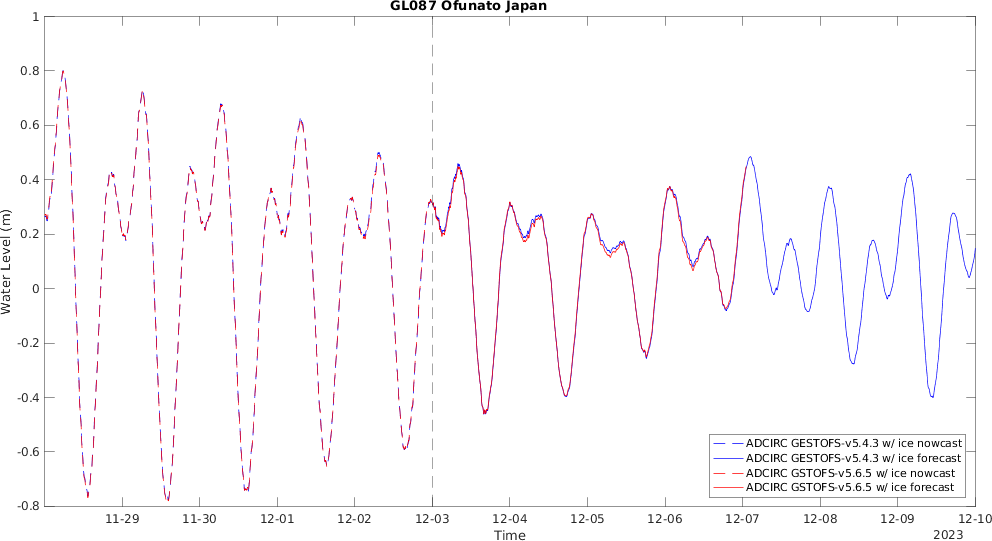 GL087 Ofunato Japan
Water Level (m)
1
0.8
0.6
0.4
0.2
0
-0.2
-0.4
-0.6
-0.8
ADCIRC GESTOFS-v5.4.3 w/ ice nowcast
ADCIRC GESTOFS-v5.4.3 w/ ice forecast
ADCIRC GSTOFS-v5.6.5 w/ ice nowcast
ADCIRC GSTOFS-v5.6.5 w/ ice forecast
11-29 11-30 12-01 12-02 12-03 12-04 12-05 12-06 12-07 12-08 12-09 12-10
Time
2023